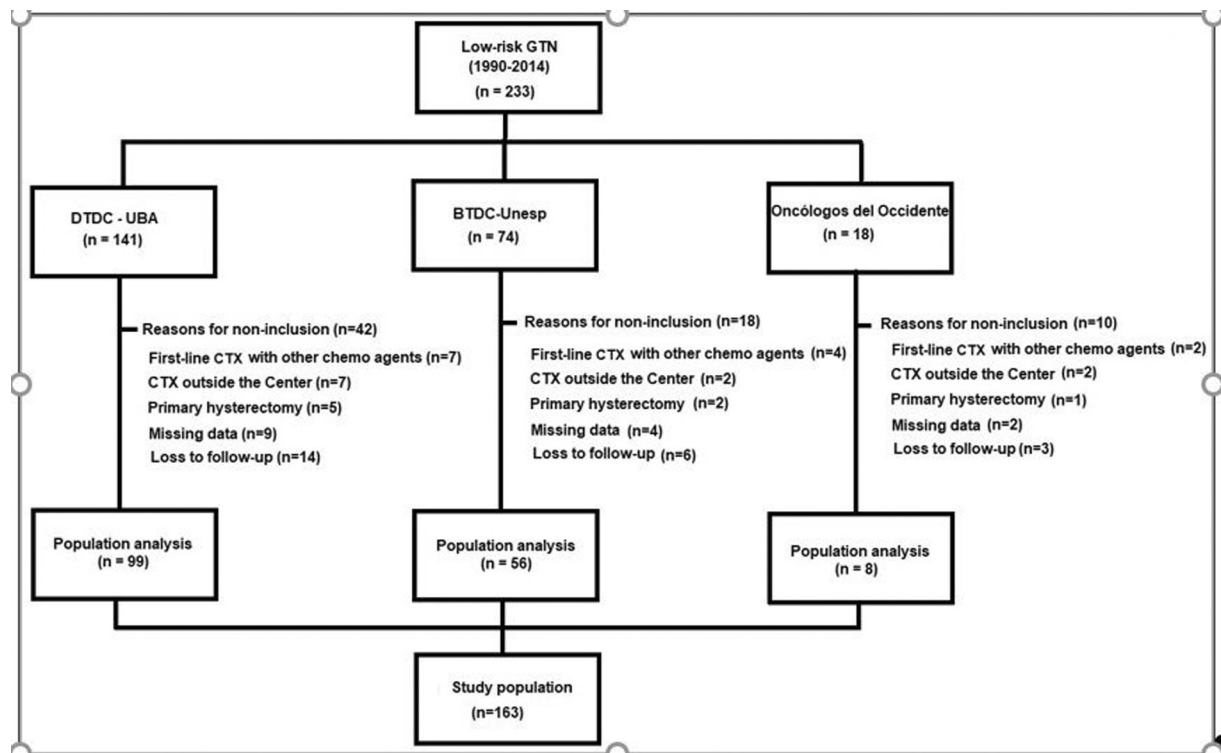 Low-risk GTN
(1990-2014)
(n = 233)
DTDC - UBA
(n = 141)
BTDC-Unesp
(n = 74)
Oncólogos del Occidente
(n = 18)
Reasons for non-inclusion (n=42)
First-line CTX with other chemo agents (n=7)
CTX outside the Center (n=7)
Primary hysterectomy (n=5)
Missing data (n=9)
Loss to follow-up (n=14)
Reasons for non-inclusion (n=18)
First-line CTX with other chemo agents (n=4)
CTX outside the Center (n=2)
Primary hysterectomy (n=2)
Missing data (n=4)
Loss to follow-up (n=6)
Reasons for non-inclusion (n=10)
First-line CTX with other chemo agents (n=2)
CTX outside the Center (n=2)
Primary hysterectomy (n=1)
Missing data (n=2)
Loss to follow-up (n=3)
Population analysis
(n = 99)
Population analysis
(n = 56)
Population analysis
(n = 8)
Study population
(n=163)